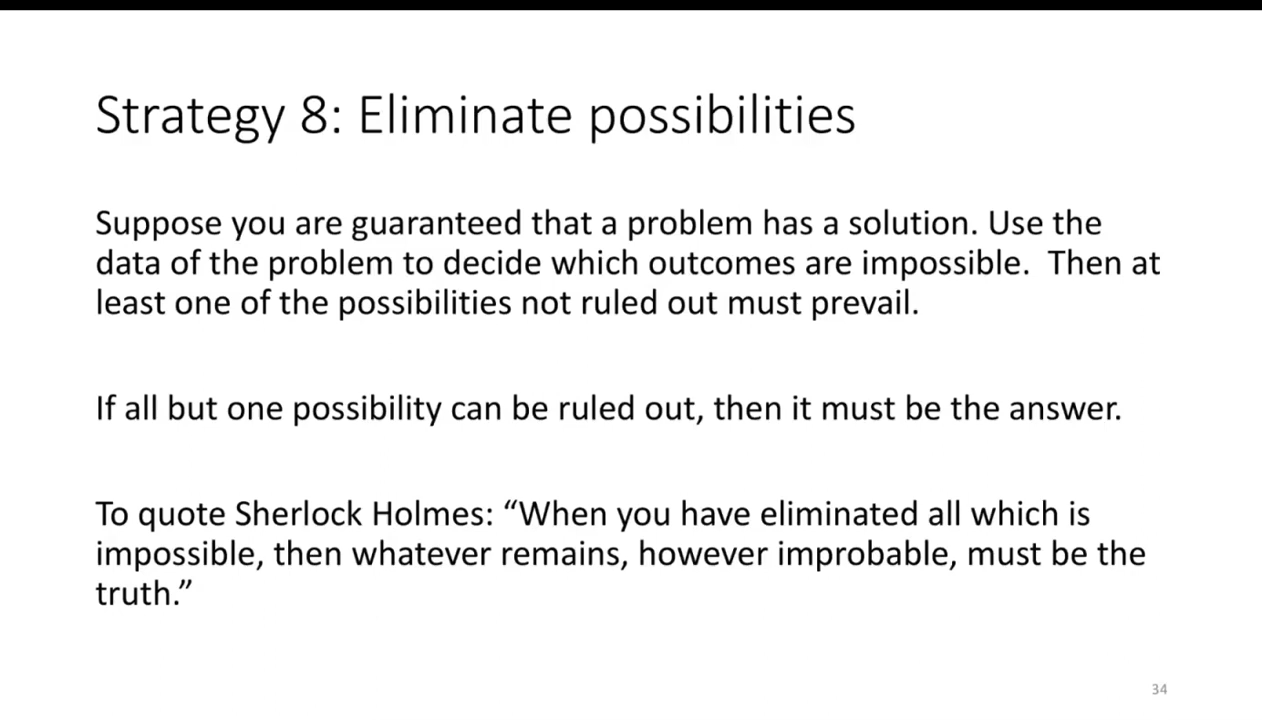 Strategy 8: Eliminate possibilities
Suppose you are guaranteed that a problem has a solution. Use the
data of the problem to decide which outcomes are impossible.  Then at
least one of the possibilities not ruled out must prevail.
If all but one possibility can be ruled out, then it must be the answer.
To quote Sherlock Holmes: “When you have eliminated all which is
impossible, then whatever remains, however improbable, must be the
truth.”
34